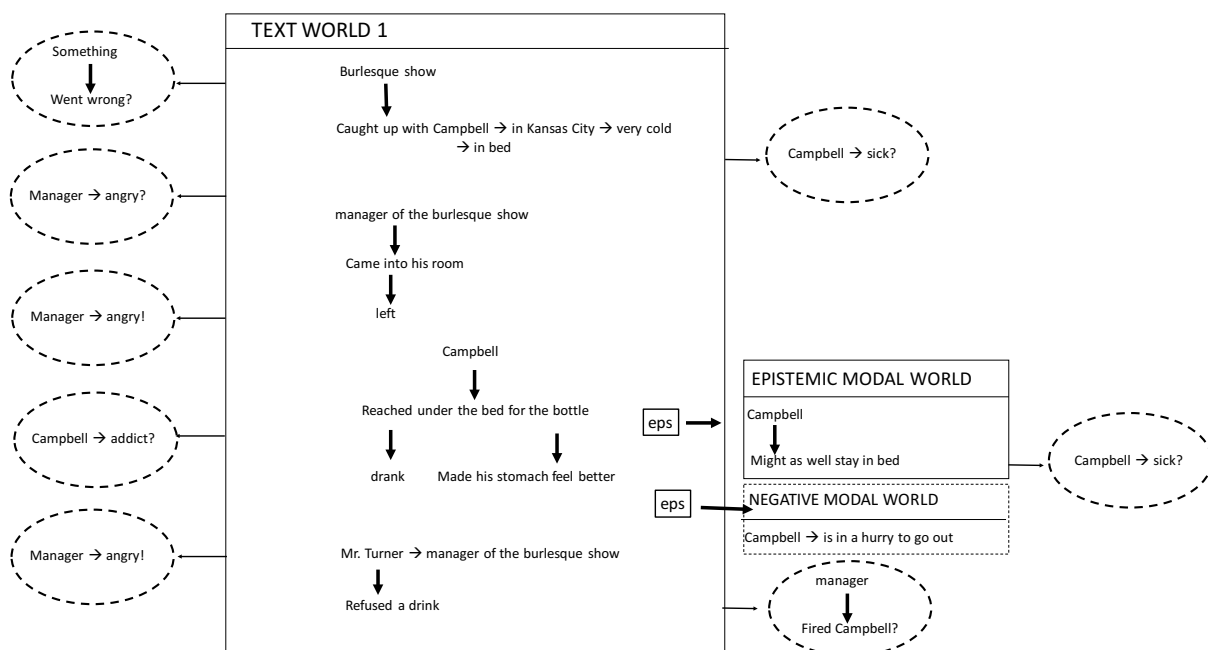 TEXT WORLD 1
Something
Went wrong?
Burlesque show
Caught up with Campbell → in Kansas City → very cold
→ in bed
Campbell → sick?
Manager → angry?
manager of the burlesque show
Came into his room
left
Manager → angry!
Campbell
Reached under the bed for the bottle
drank
Made his stomach feel better
Campbell → addict?
eps
EPISTEMIC MODAL WORLD
Campbell
Might as well stay in bed
Campbell → sick?
eps
NEGATIVE MODAL WORLD
Campbell → is in a hurry to go out
Manager → angry!
Mr. Turner → manager of the burlesque show
Refused a drink
manager
Fired Campbell?